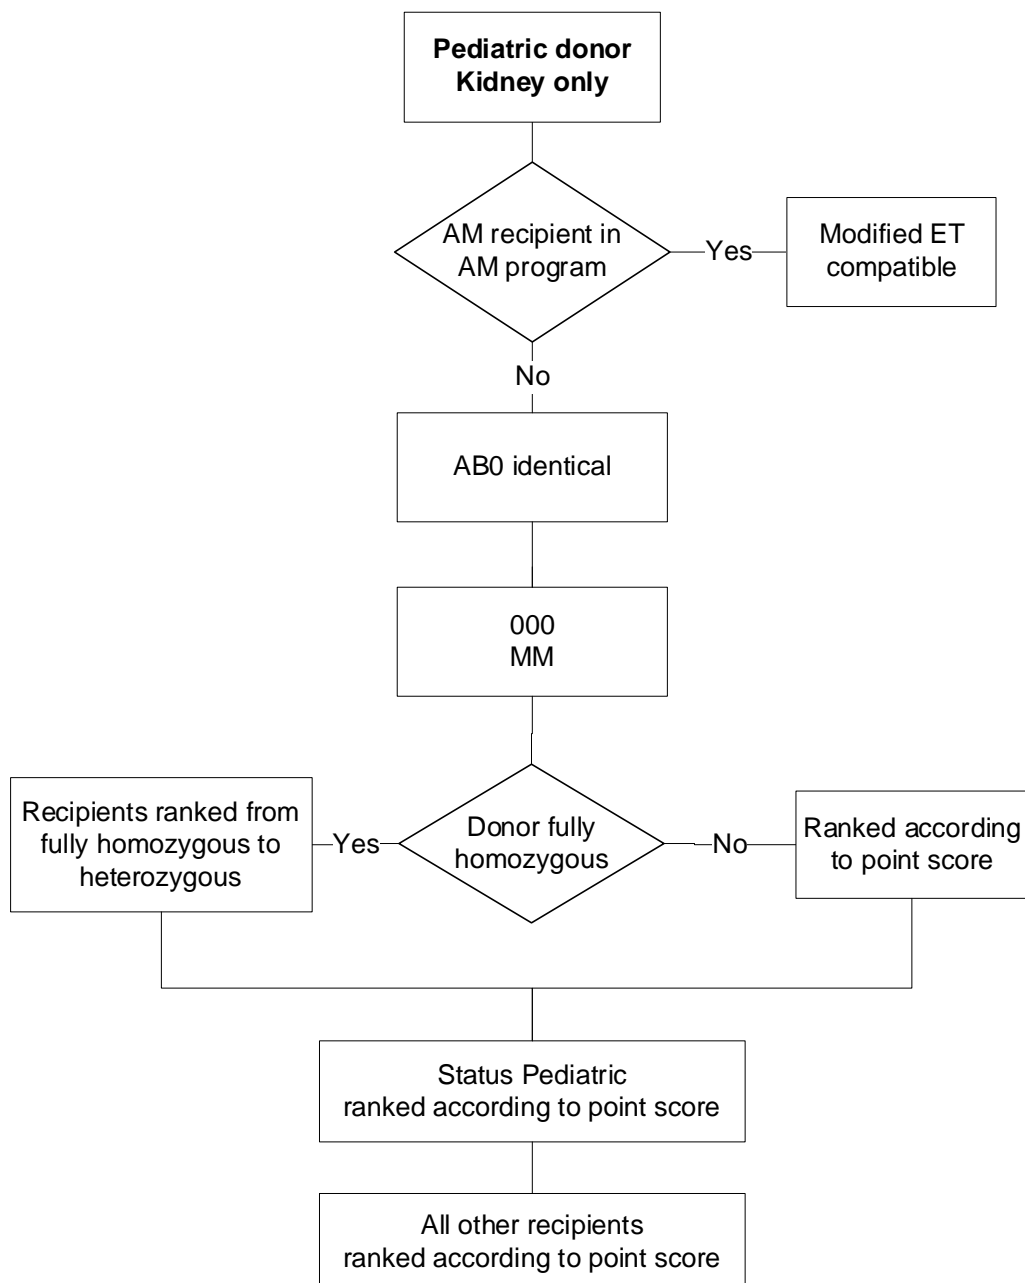 Pediatric donor
Kidney only
AM recipient in
AM program
Yes
Modified ET
compatible
No
AB0 identical
000
MM
Recipients ranked from
fully homozygous to
heterozygous
Yes
Donor fully
homozygous
No
Ranked according
to point score
Status Pediatric
ranked according to point score
All other recipients
ranked according to point score